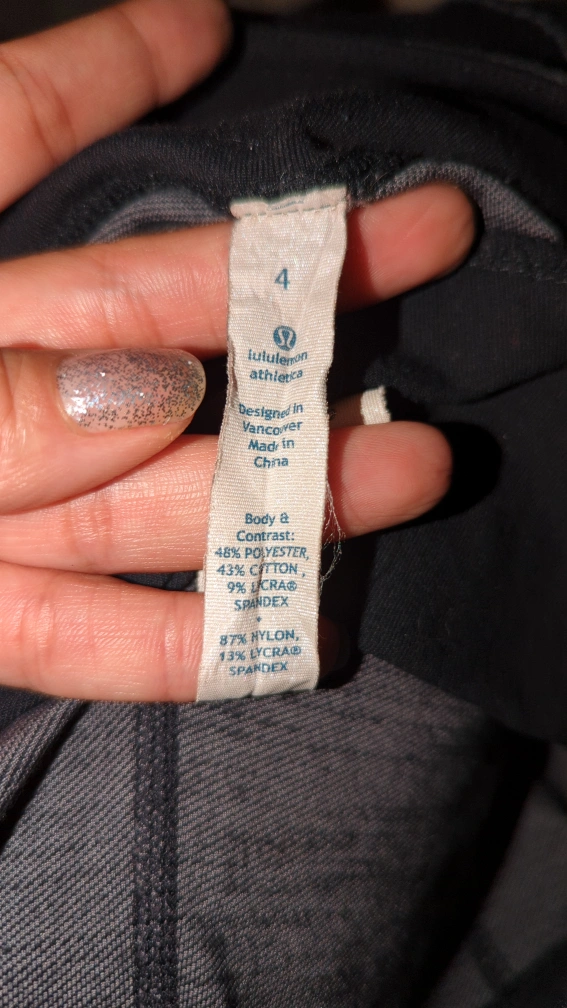 4
lululemon
athletica
Designed in
Vancouver
Made in
China
Body &
Contrast:
48% POLYESTER,
43% COTTON,
9% LYCRA®
SPANDEX
*
87% NYLON,
13% LYCRA®
SPANDEX